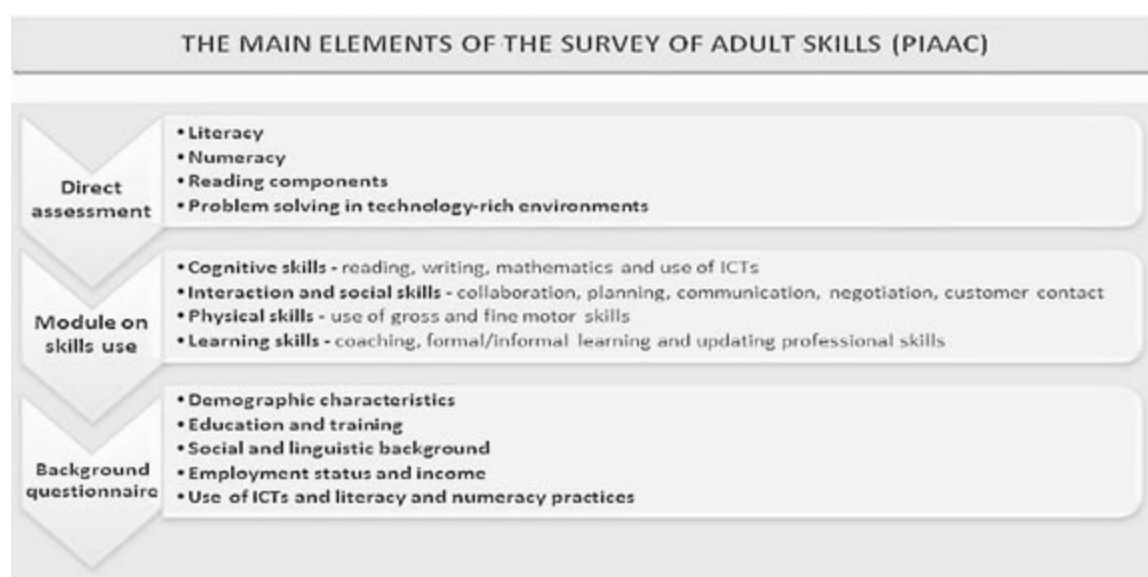 THE MAIN ELEMENTS OF THE SURVEY OF ADULT SKILLS (PIAAC)
Direct
assessment
• Literacy
• Numeracy
• Reading components
• Problem solving in technology-rich environments
Module on
skills use
• Cognitive skills - reading, writing, mathematics and use of ICTs
• Interaction and social skills - collaboration, planning, communication, negotiation, customer contact
• Physical skills - use of gross and fine motor skills
• Learning skills - coaching, formal/informal learning and updating professional skills
Background
questionnaire
• Demographic characteristics
• Education and training
• Social and linguistic background
• Employment status and income
• Use of ICTs and literacy and numeracy practices